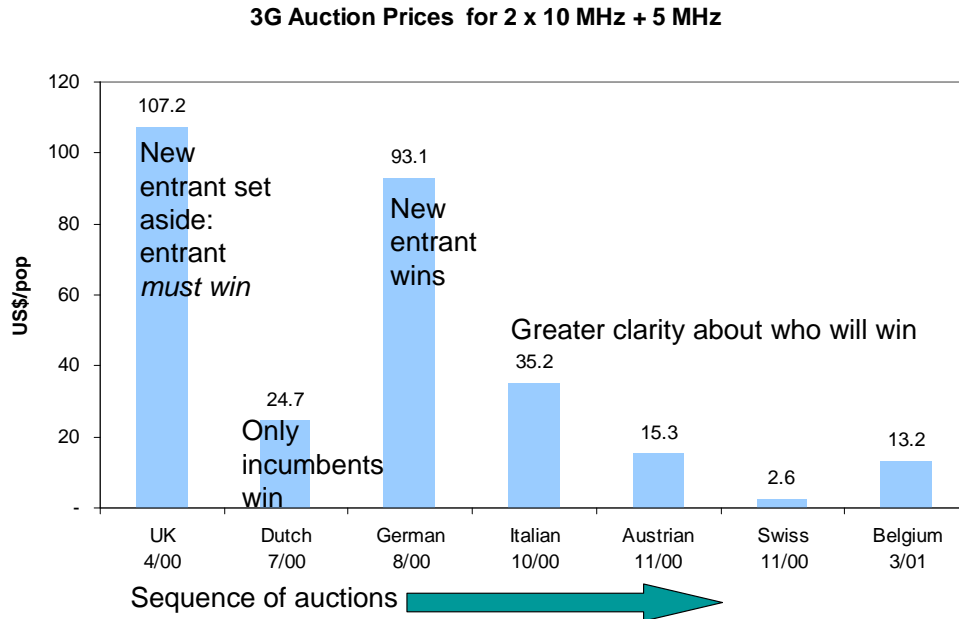 3G Auction Prices for 2 x 10 MHz + 5 MHz
US$/pop
120
100
80
60
40
20
-
107.2
24.7
93.1
35.2
15.3
2.6
13.2
New
entrant set
aside:
entrant
must win
Only
incumbents
win
New
entrant
wins
Greater clarity about who will win
UK
4/00
Dutch
7/00
German
8/00
Italian
10/00
Austrian
11/00
Swiss
11/00
Belgium
3/01
Sequence of auctions